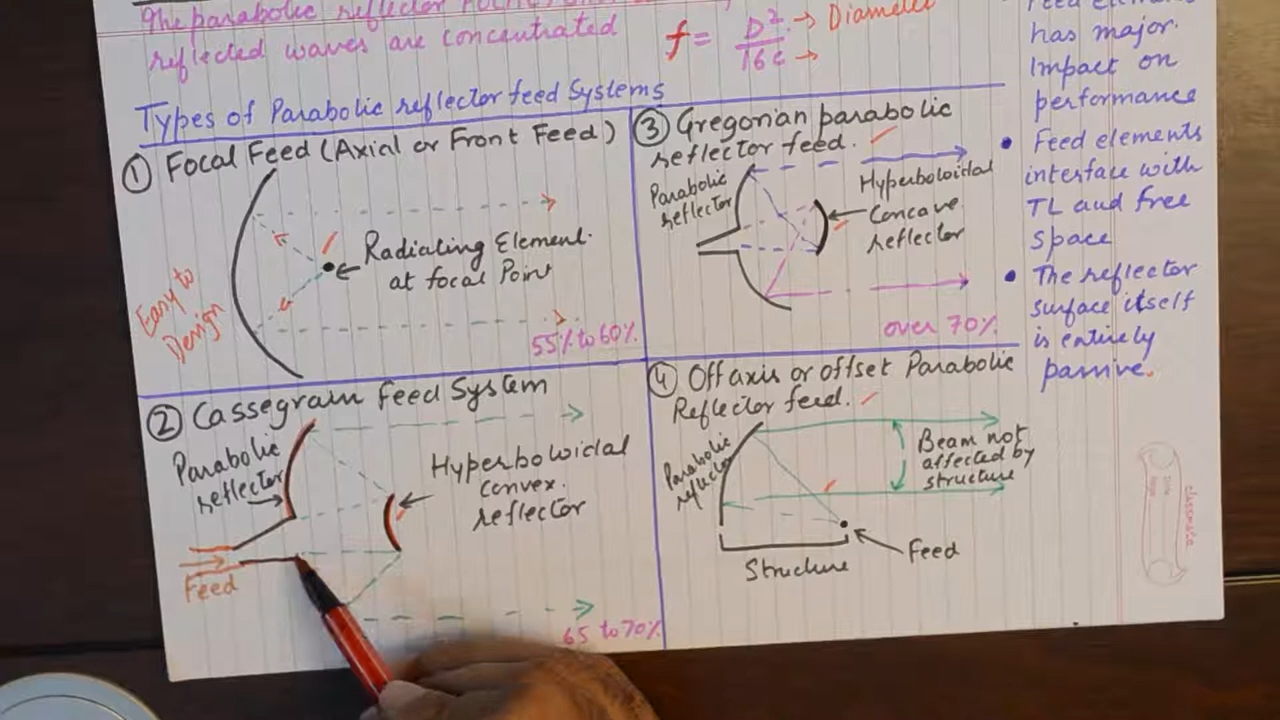 The parabolic reflector
reflected waves are concentrated
f = D² → Diameter
16c →
Types of Parabolic reflector feed Systems
① Focal Feed (Axial or Front Feed)
Radiating Element
at focal Point
Easy to
Design
55% to 60%
② Cassegrain feed System
Parabolic
reflector
Hyperboloidal
convex
reflector
Feed
65 to 70%
③ Gregorian parabolic
reflector feed.
Parabolic
reflector
Hyperboloidal
Concave
reflector
over 70%
④ Off axis or offset Parabolic
Reflector feed.
Parabolic
reflector
Beam not
affected by
structure
Feed
Structure
has major
impact on
performance
• Feed elements
interface with
TL and free
space
• The reflector
surface itself
is entirely
passive.
classmate